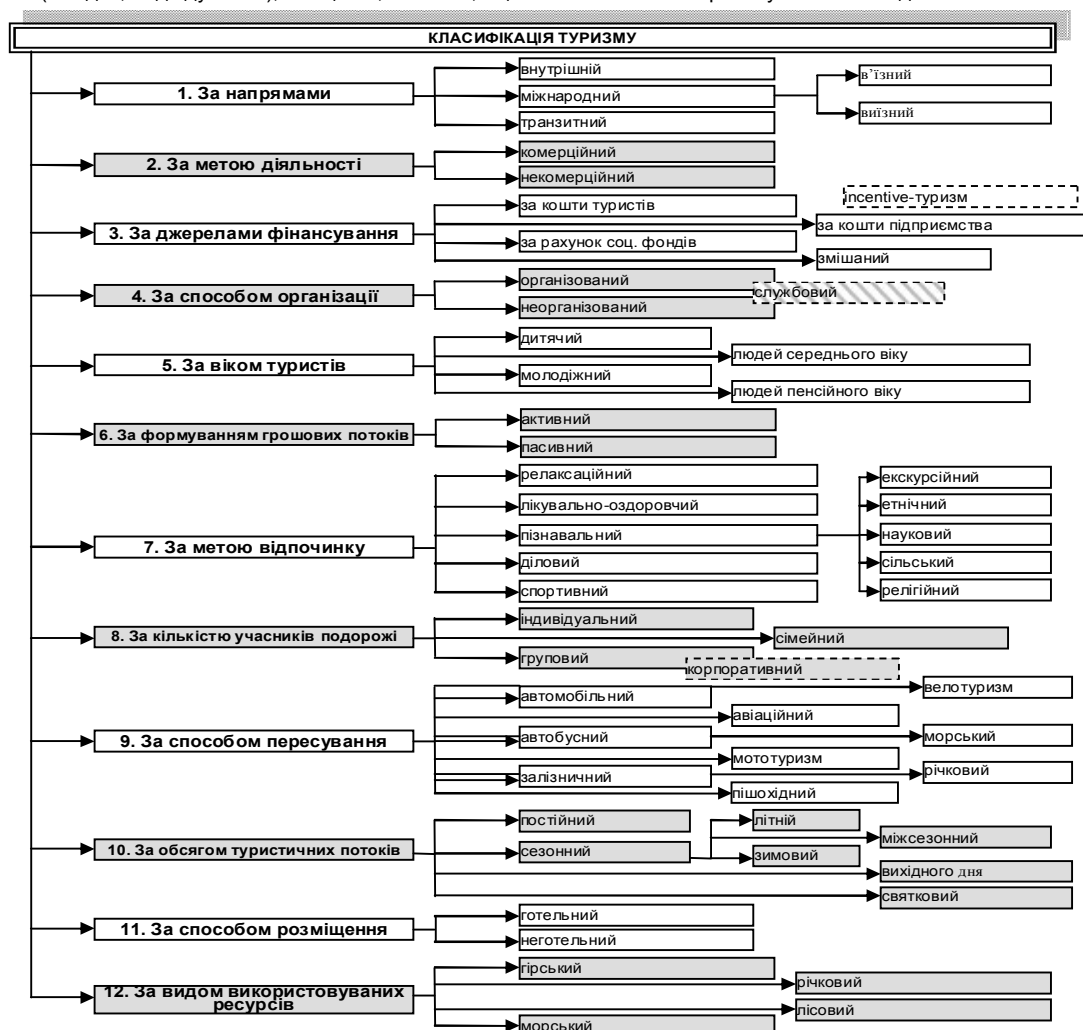 КЛАСИФІКАЦІЯ ТУРИЗМУ
1. За напрямами
внутрішній
міжнародний
транзитний
в’їзний
виїзний
2. За метою діяльності
комерційний
некомерційний
3. За джерелами фінансування
за кошти туристів
incentive-туризм
за кошти підприємства
за рахунок соц. фондів
змішаний
4. За способом організації
організований
службовий
неорганізований
5. За віком туристів
дитячий
людей середнього віку
молодіжний
людей пенсійного віку
6. За формуванням грошових потоків
активний
пасивний
7. За метою відпочинку
релаксаційний
лікувально-оздоровчий
пізнавальний
діловий
спортивний
екскурсійний
етнічний
науковий
сільський
релігійний
8. За кількістю учасників подорожі
індивідуальний
сімейний
груповий
корпоративний
9. За способом пересування
автомобільний
велотуризм
авіаційний
автобусний
морський
мототуризм
залізничний
річковий
пішохідний
10. За обсягом туристичних потоків
постійний
сезонний
літній
зимовий
міжсезонний
вихідного дня
святковий
11. За способом розміщення
готельний
неготельний
12. За видом використовуваних
ресурсів
гірський
річковий
лісовий
морський